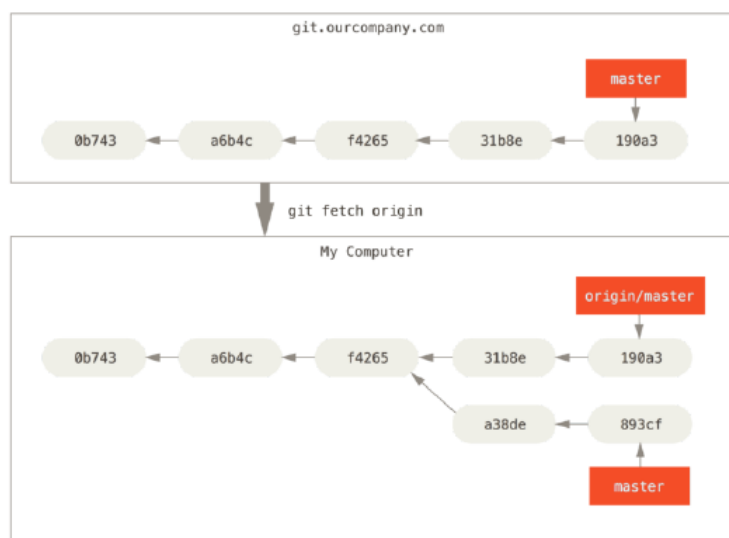 git.ourcompany.com
master
0b743 a6b4c f4265 31b8e 190a3
git fetch origin
My Computer
origin/master
0b743 a6b4c f4265 31b8e 190a3
a38de 893cf
master